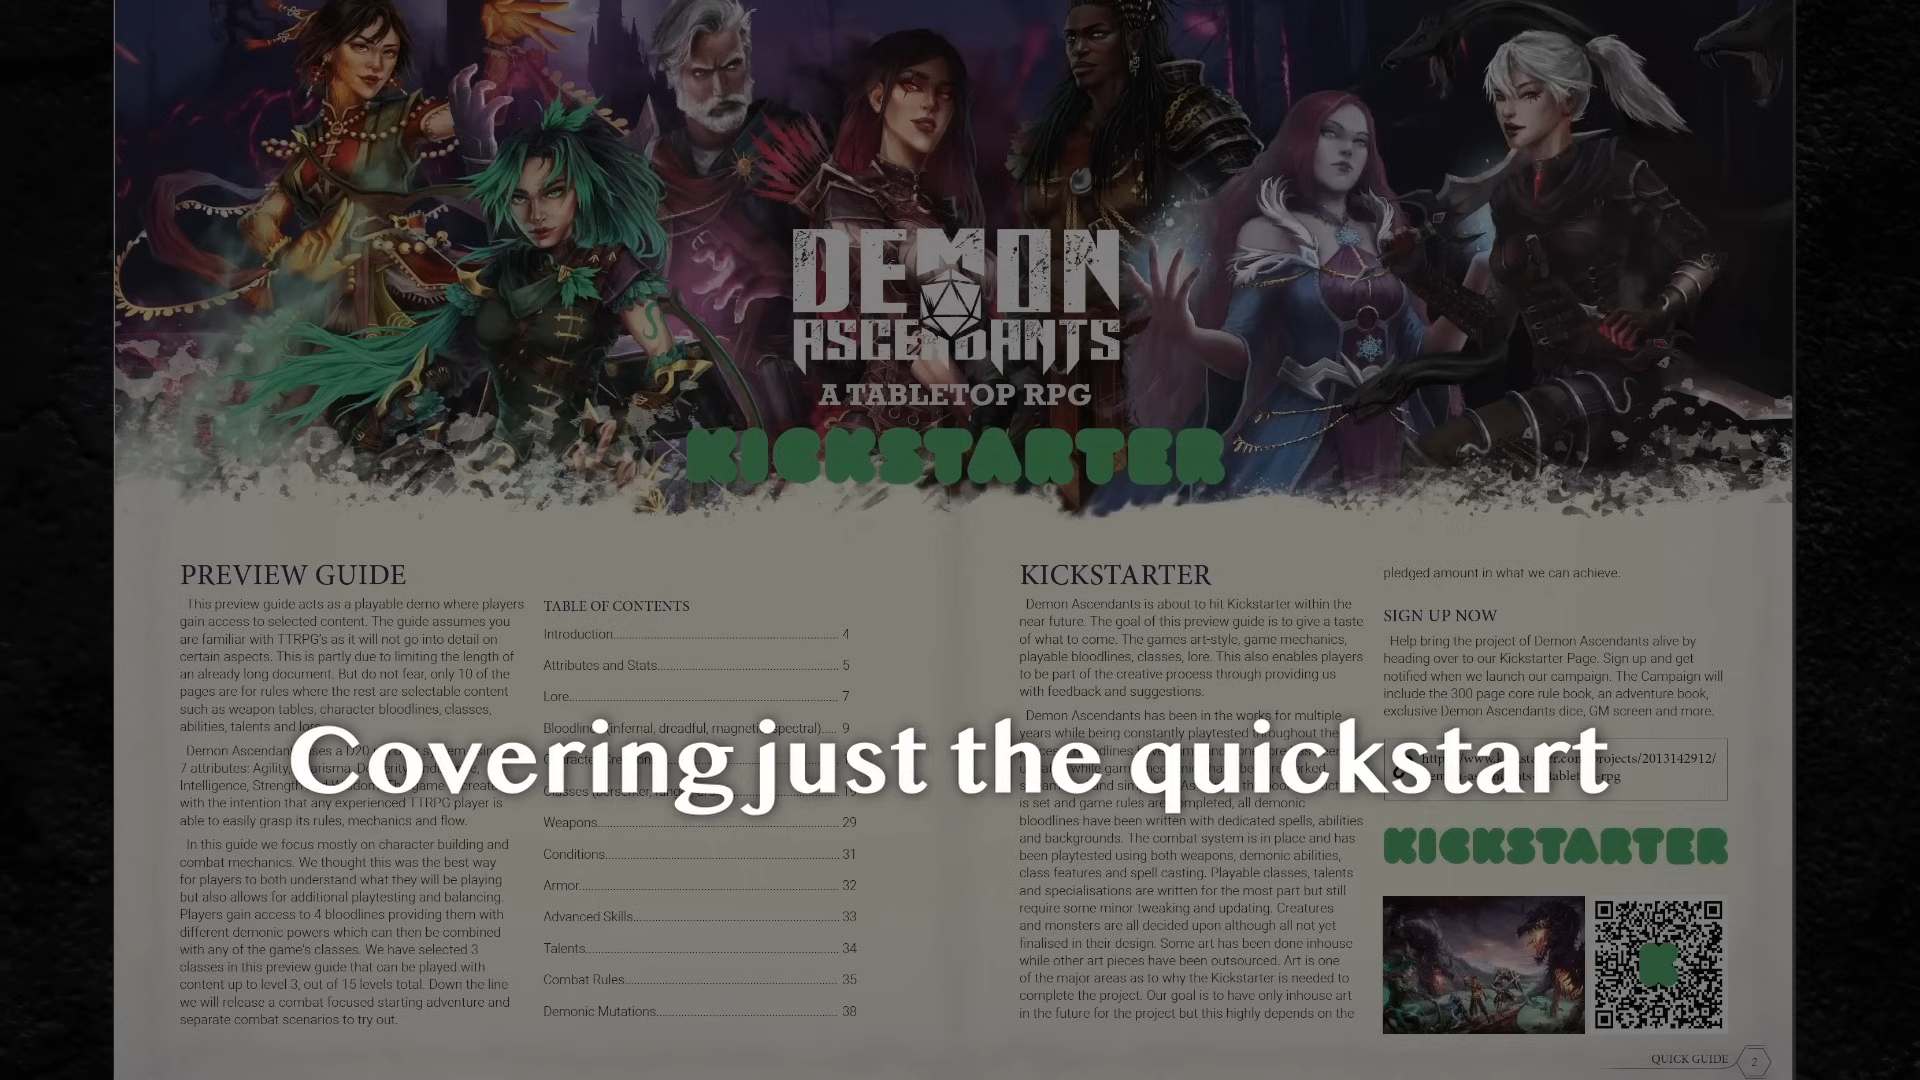 DEMON
ASCENDANTS
A TABLETOP RPG
KICKSTARTER
PREVIEW GUIDE
This preview guide acts as a playable demo where players
gain access to selected content. The guide assumes you
are familiar with TTRPG's as it will not go into detail on
certain aspects. This is partly due to limiting the length of
an already long document. But do not fear, only 10 of the
pages are for rules where the rest are selectable content
such as weapon tables, character bloodlines, classes,
abilities, talents and lore.
Demon Ascendants uses a D20
7 attributes: Agility, Charisma, Dexterity,
Intelligence, Strength
with the intention that any experienced TTRPG player is
able to easily grasp its rules, mechanics and flow.
In this guide we focus mostly on character building and
combat mechanics. We thought this was the best way
for players to both understand what they will be playing
but also allows for additional playtesting and balancing.
Players gain access to 4 bloodlines providing them with
different demonic powers which can then be combined
with any of the game's classes. We have selected 3
classes in this preview guide that can be played with
content up to level 3, out of 15 levels total. Down the line
we will release a combat focused starting adventure and
separate combat scenarios to try out.
TABLE OF CONTENTS
Introduction 4
Attributes and Stats 5
Lore 7
Bloodlines (infernal, dreadful, magnetic, spectral) 9
Weapons 29
Conditions 31
Armor 32
Advanced Skills 33
Talents 34
Combat Rules 35
Demonic Mutations 38
KICKSTARTER
Demon Ascendants is about to hit Kickstarter within the
near future. The goal of this preview guide is to give a taste
of what to come. The games art-style, game mechanics,
playable bloodlines, classes, lore. This also enables players
to be part of the creative process through providing us
with feedback and suggestions.
Demon Ascendants has been in the works for multiple
years while being constantly playtested throughout the
is set and game rules are completed, all demonic
bloodlines have been written with dedicated spells, abilities
and backgrounds. The combat system is in place and has
been playtested using both weapons, demonic abilities,
class features and spell casting. Playable classes, talents
and specialisations are written for the most part but still
require some minor tweaking and updating. Creatures
and monsters are all decided upon although all not yet
finalised in their design. Some art has been done inhouse
while other art pieces have been outsourced. Art is one
of the major areas as to why the Kickstarter is needed to
complete the project. Our goal is to have only inhouse art
in the future for the project but this highly depends on the
pledged amount in what we can achieve.
SIGN UP NOW
Help bring the project of Demon Ascendants alive by
heading over to our Kickstarter Page. Sign up and get
notified when we launch our campaign. The Campaign will
include the 300 page core rule book, an adventure book,
exclusive Demon Ascendants dice, GM screen and more.
Covering just the quickstart
KICKSTARTER
QUICK GUIDE 2